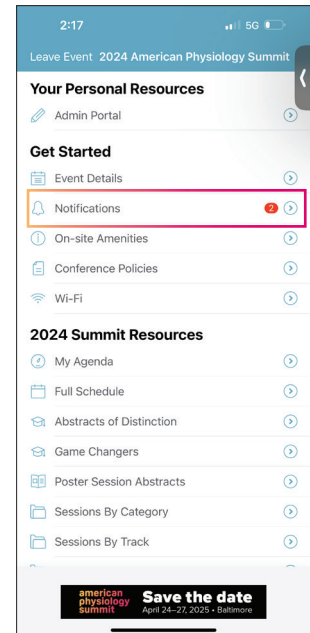 2:17
5G
Leave Event 2024 American Physiology Summit
Your Personal Resources
Admin Portal
Get Started
Event Details
Notifications 2
On-site Amenities
Conference Policies
Wi-Fi
2024 Summit Resources
My Agenda
Full Schedule
Abstracts of Distinction
Game Changers
Poster Session Abstracts
Sessions By Category
Sessions By Track
american
physiology
summit
Save the date
April 24–27, 2025 • Baltimore